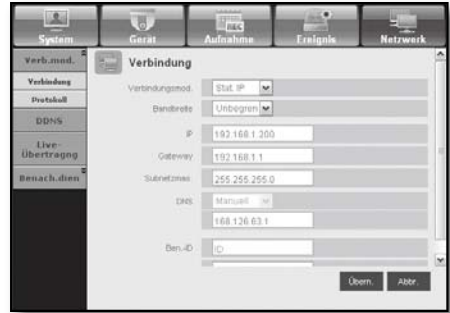 System Gerät Aufnahme Ereignis Netzwerk
REC
Verb.mod.
Verbindung
Protokoll
DDNS
Live-
Übertragng
Benach.dien
Verbindung
Verbindungsmod. Stat. IP
Bandbreite Unbegren
IP 192.168.1.200
Gateway 192.168.1.1
Subnetzmas. 255.255.255.0
DNS Manuell
168.126.63.1
Ben.-ID ID
Übern. Abbr.